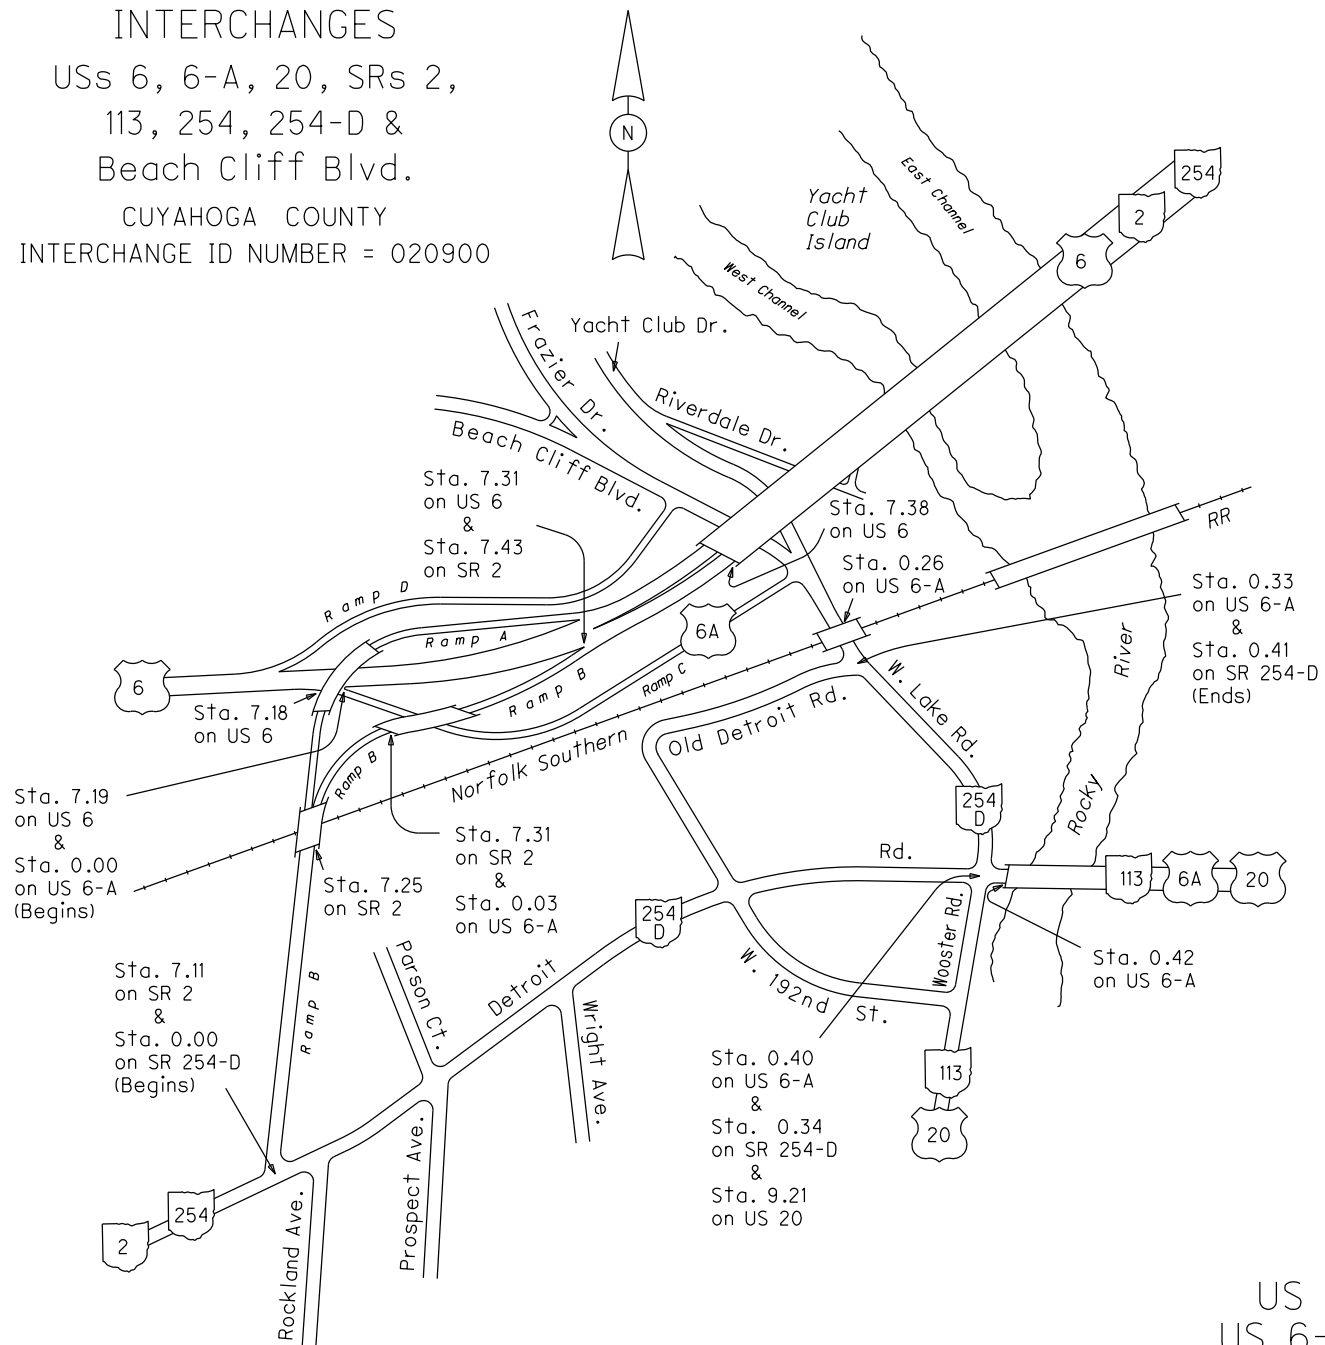 INTERCHANGES
USs 6, 6-A, 20, SRs 2,
113, 254, 254-D &
Beach Cliff Blvd.
CUYAHOGA COUNTY
INTERCHANGE ID NUMBER = 020900
N
254
2
6
East Channel
Yacht
Club
Island
West Channel
Yacht Club Dr.
Frazier Dr.
Riverdale Dr.
Beach Cliff Blvd.
Sta. 7.31
on US 6
&
Sta. 7.43
on SR 2
Sta. 7.38
on US 6
RR
Sta. 0.26
on US 6-A
Sta. 0.33
on US 6-A
&
Sta. 0.41
on SR 254-D
(Ends)
Ramp D
Ramp A
6A
6
Ramp B
Ramp C
River
W. Lake Rd.
Sta. 7.18
on US 6
Old Detroit Rd.
Norfolk Southern
Ramp B
Sta. 7.19
on US 6
&
Sta. 0.00
on US 6-A
(Begins)
Rocky
254
D
Sta. 7.31
on SR 2
&
Sta. 0.03
on US 6-A
Sta. 7.25
on SR 2
Rd.
113
6A
20
254
D
Wooster Rd.
Sta. 0.42
on US 6-A
Parson Ct.
Detroit
W. 192nd St.
Sta. 7.11
on SR 2
&
Sta. 0.00
on SR 254-D
(Begins)
Ramp B
Wright Ave.
Sta. 0.40
on US 6-A
&
Sta. 0.34
on SR 254-D
&
Sta. 9.21
on US 20
113
20
Prospect Ave.
254
2
Rockland Ave.
US
US 6-